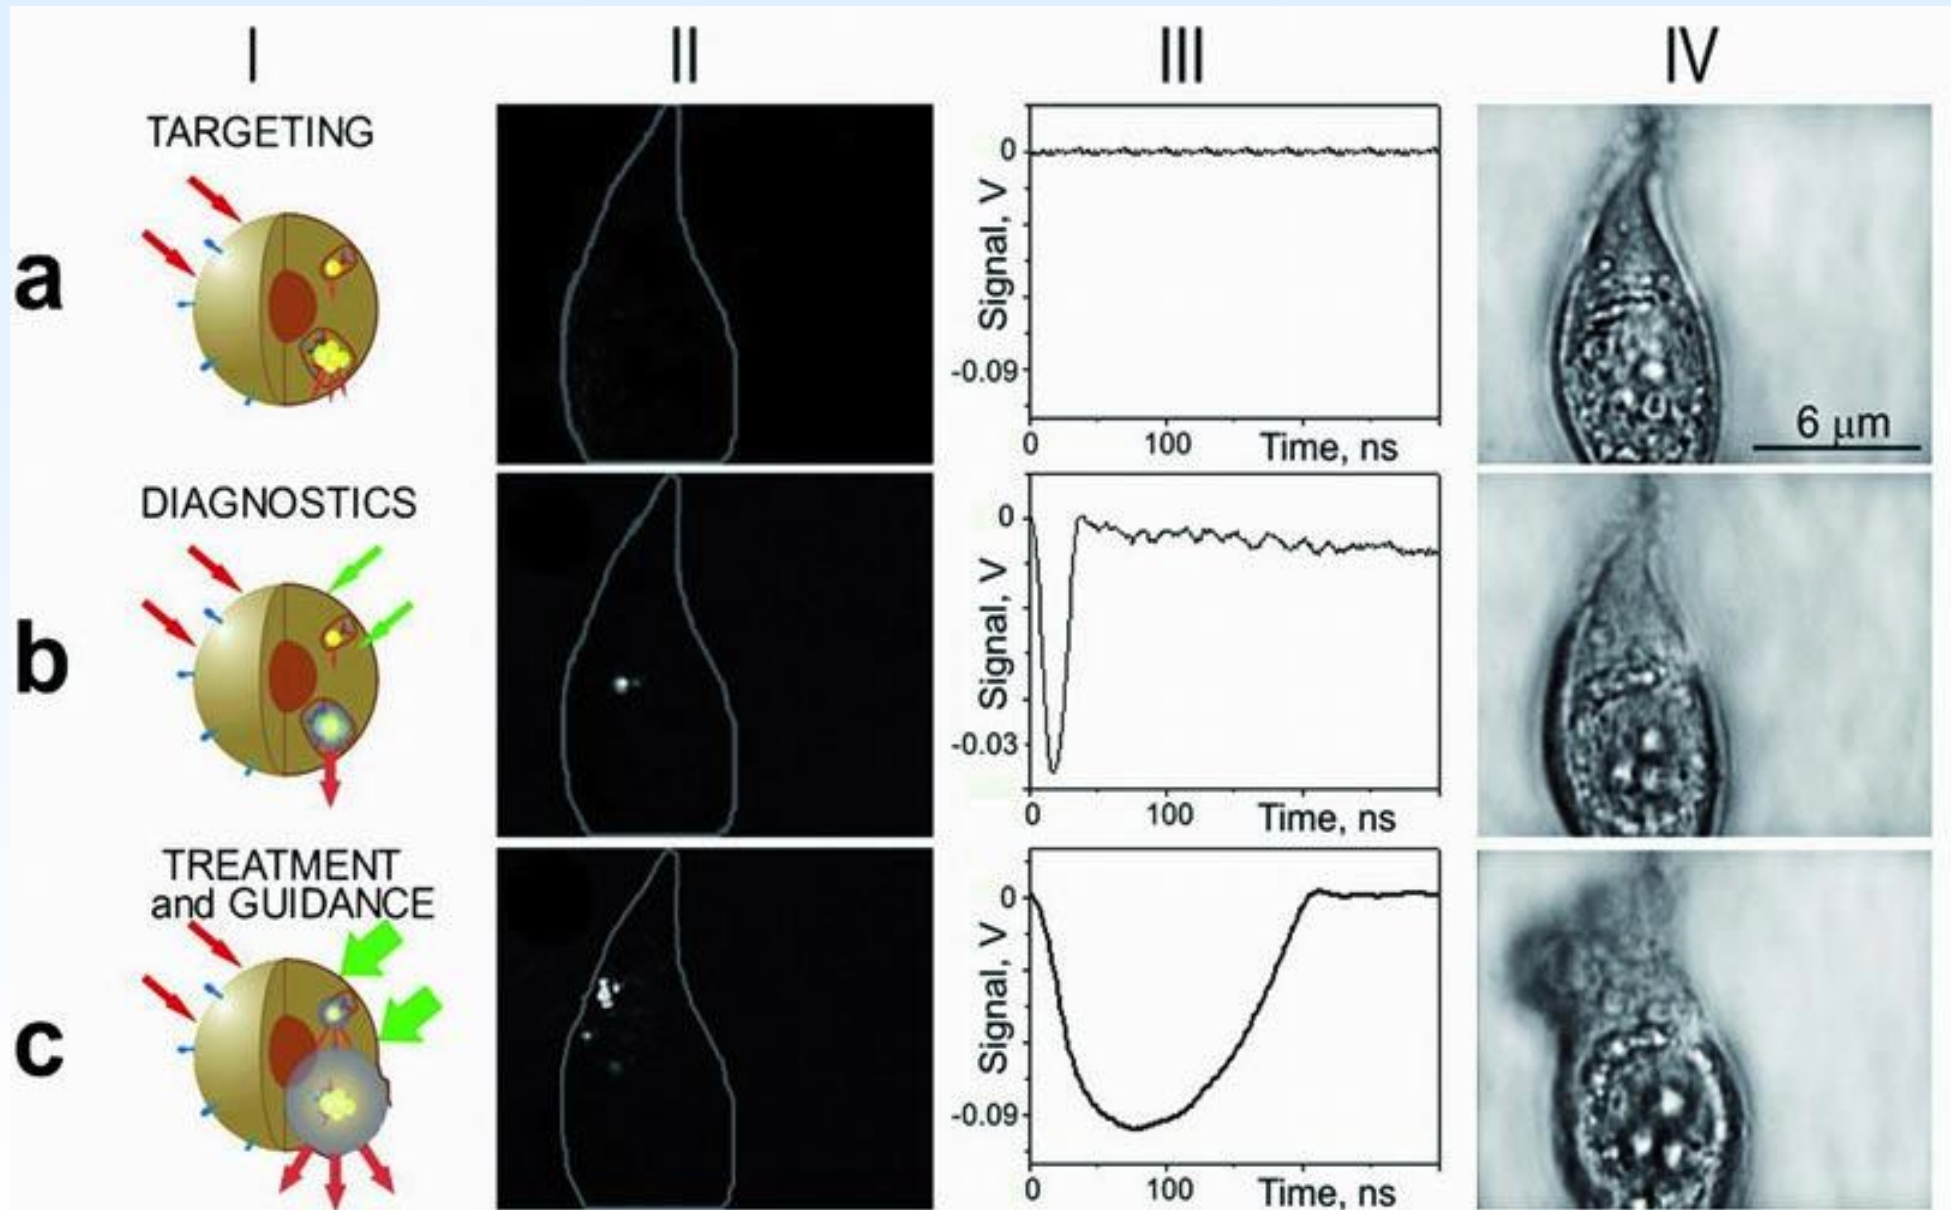 I II III IV
TARGETING
a
0
-0.09
Signal, V
0 100 Time, ns
6 μm
DIAGNOSTICS
b
0
-0.03
Signal, V
0 100 Time, ns
TREATMENT
and GUIDANCE
c
0
-0.09
Signal, V
0 100 Time, ns